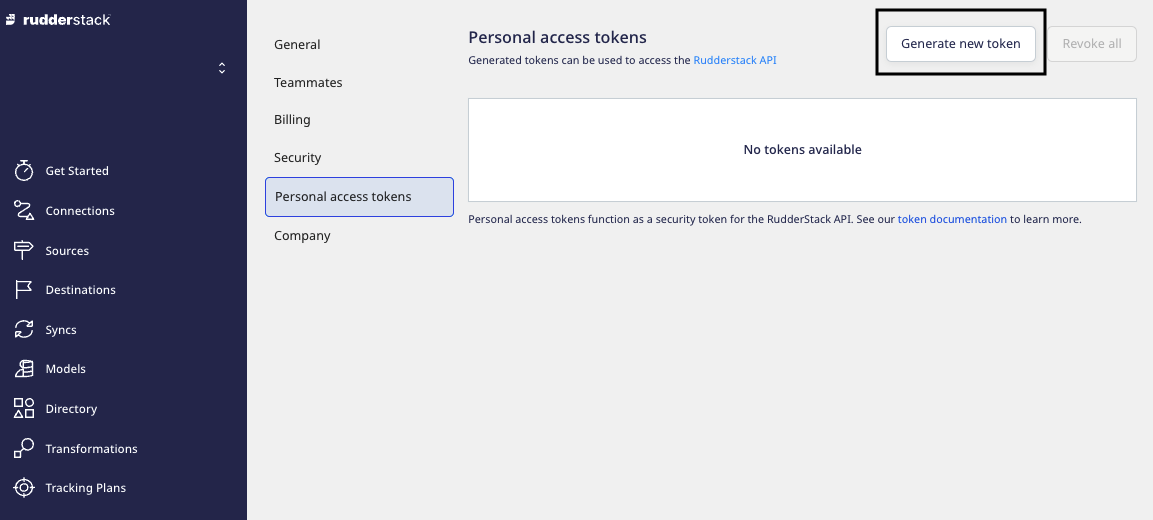 rudderstack
Get Started
Connections
Sources
Destinations
Syncs
Models
Directory
Transformations
Tracking Plans
General
Teammates
Billing
Security
Personal access tokens
Company
Personal access tokens
Generated tokens can be used to access the Rudderstack API
Generate new token
Revoke all
No tokens available
Personal access tokens function as a security token for the RudderStack API. See our token documentation to learn more.